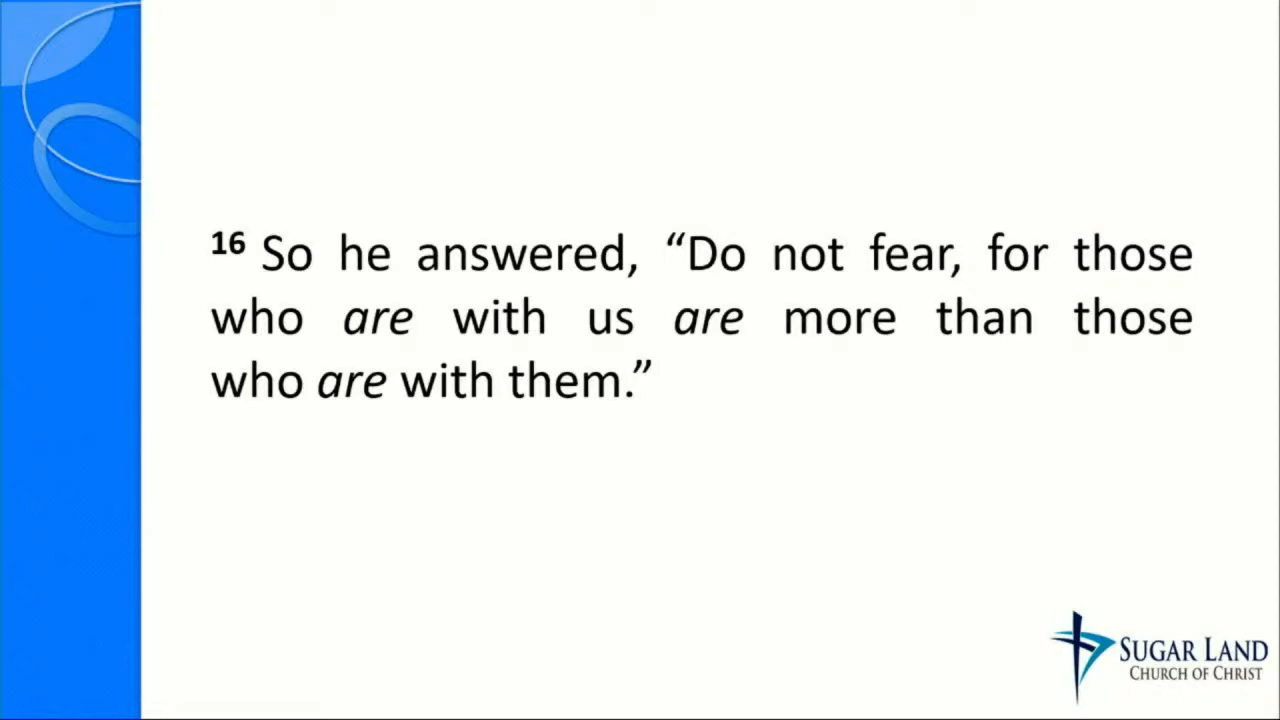 16 So he answered, “Do not fear, for those
who are with us are more than those
who are with them.”
SUGAR LAND
CHURCH OF CHRIST